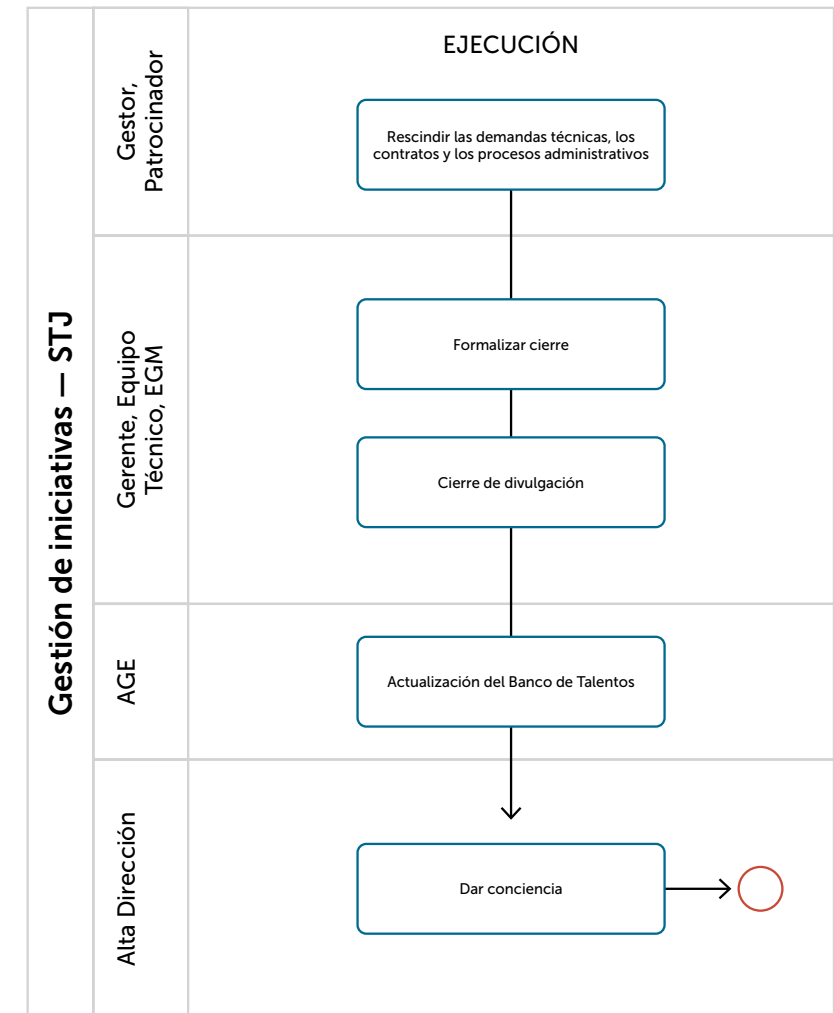 Gestión de iniciativas — STJ
EJECUCIÓN
Gestor,
Patrocinador
Rescindir las demandas técnicas, los
contratos y los procesos administrativos
Gerente, Equipo
Técnico, EGM
Formalizar cierre
Cierre de divulgación
AGE
Actualización del Banco de Talentos
Alta Dirección
Dar conciencia